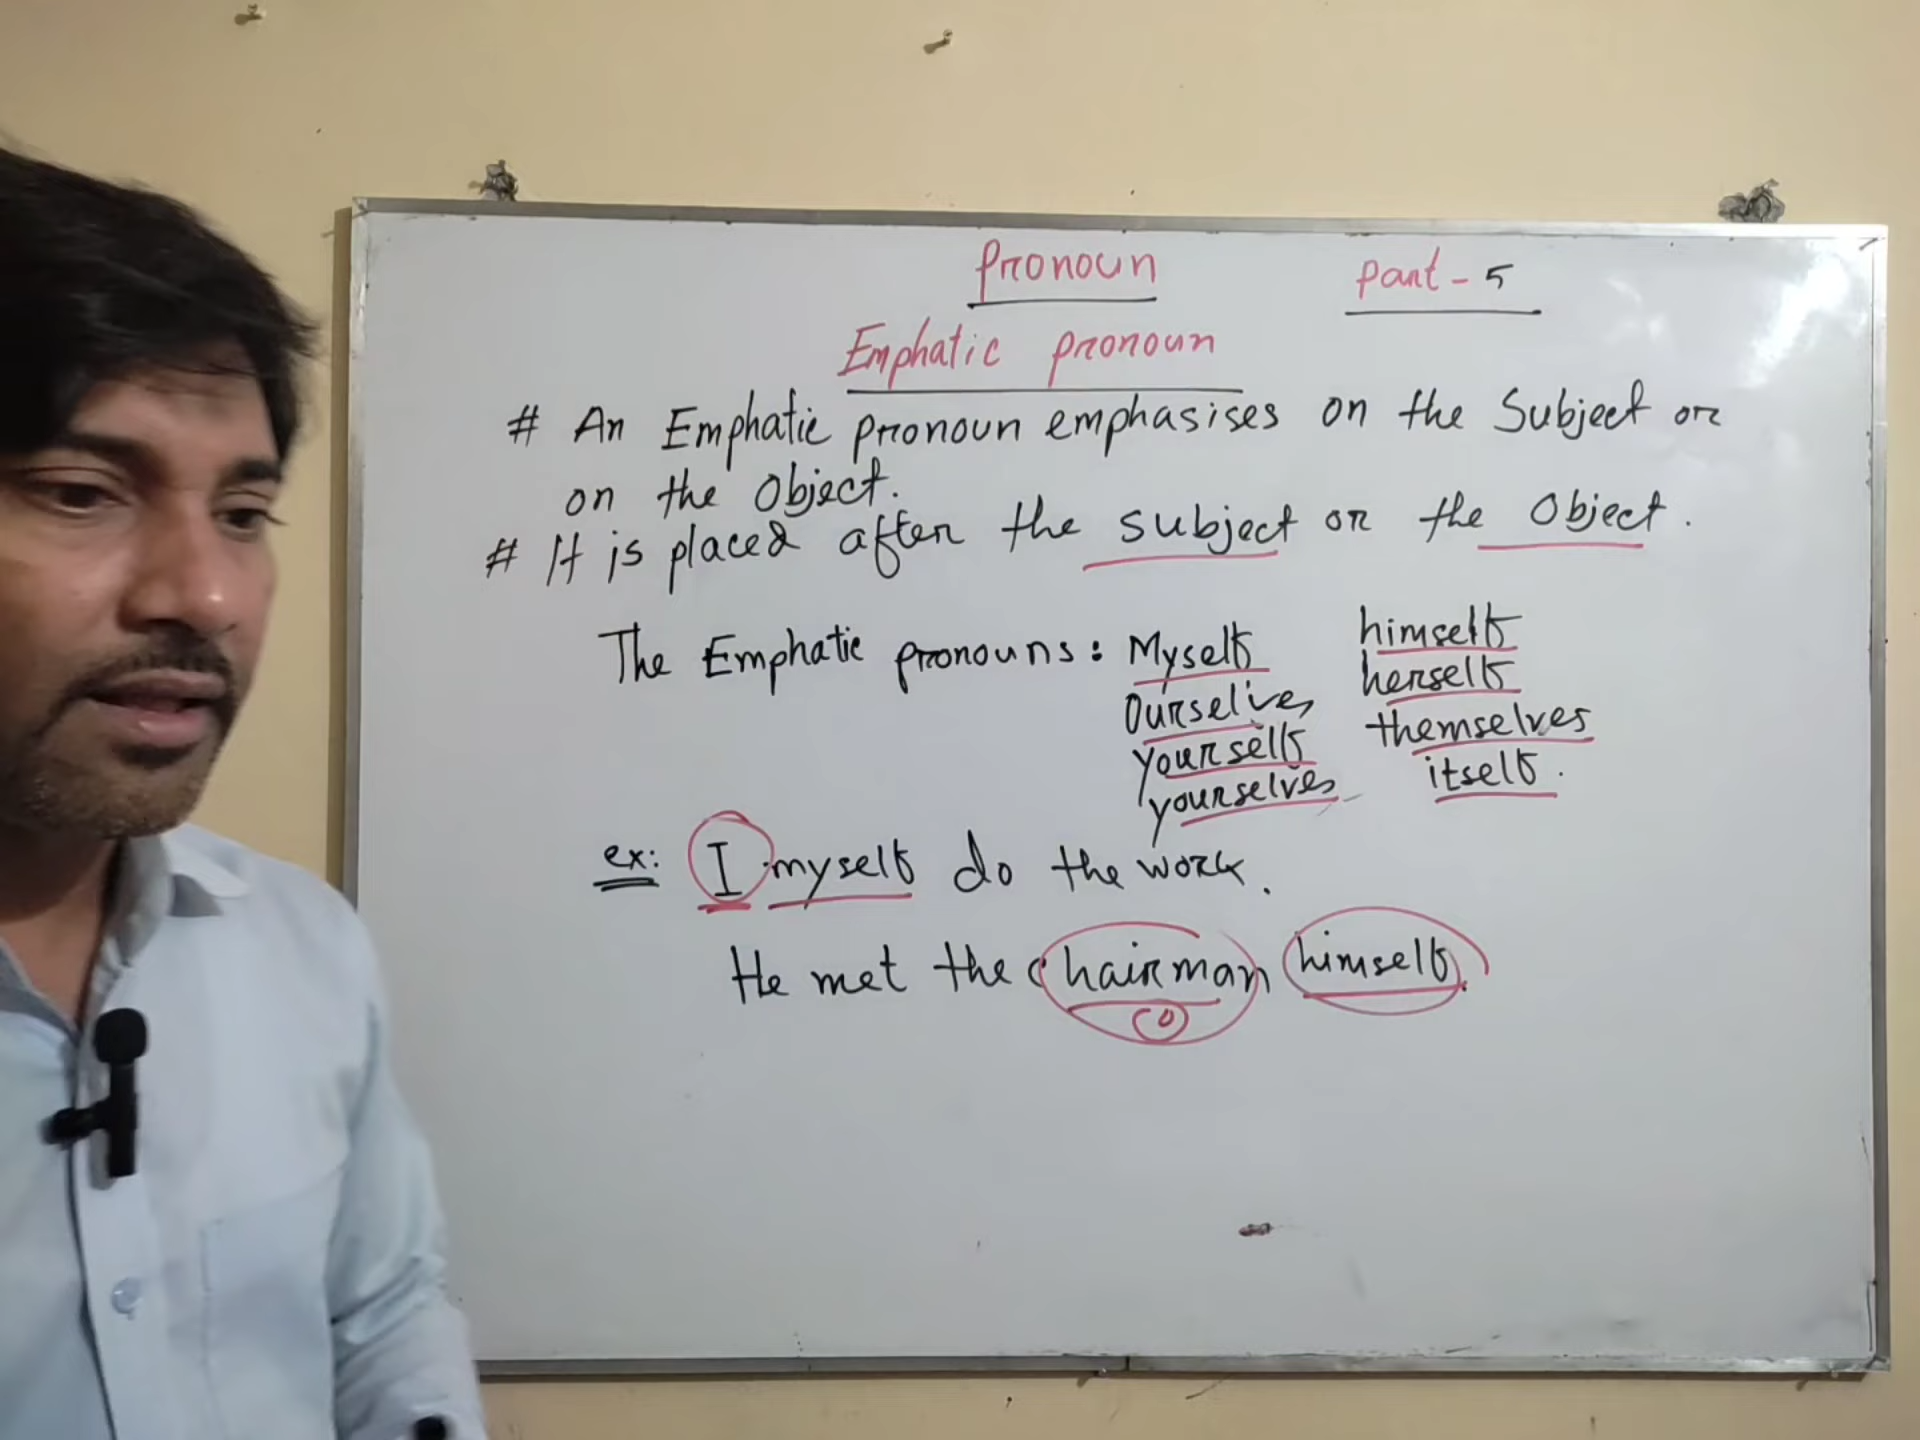 Pronoun
part - 5
Emphatic pronoun
# An Emphatic pronoun emphasises on the Subject or
on the Object.
# It is placed after the subject or the Object.
The Emphatic pronouns: Myself himself
Ourselves herself
yourself themselves
yourselves itself.
ex: I myself do the work.
He met the chairman himself.
O